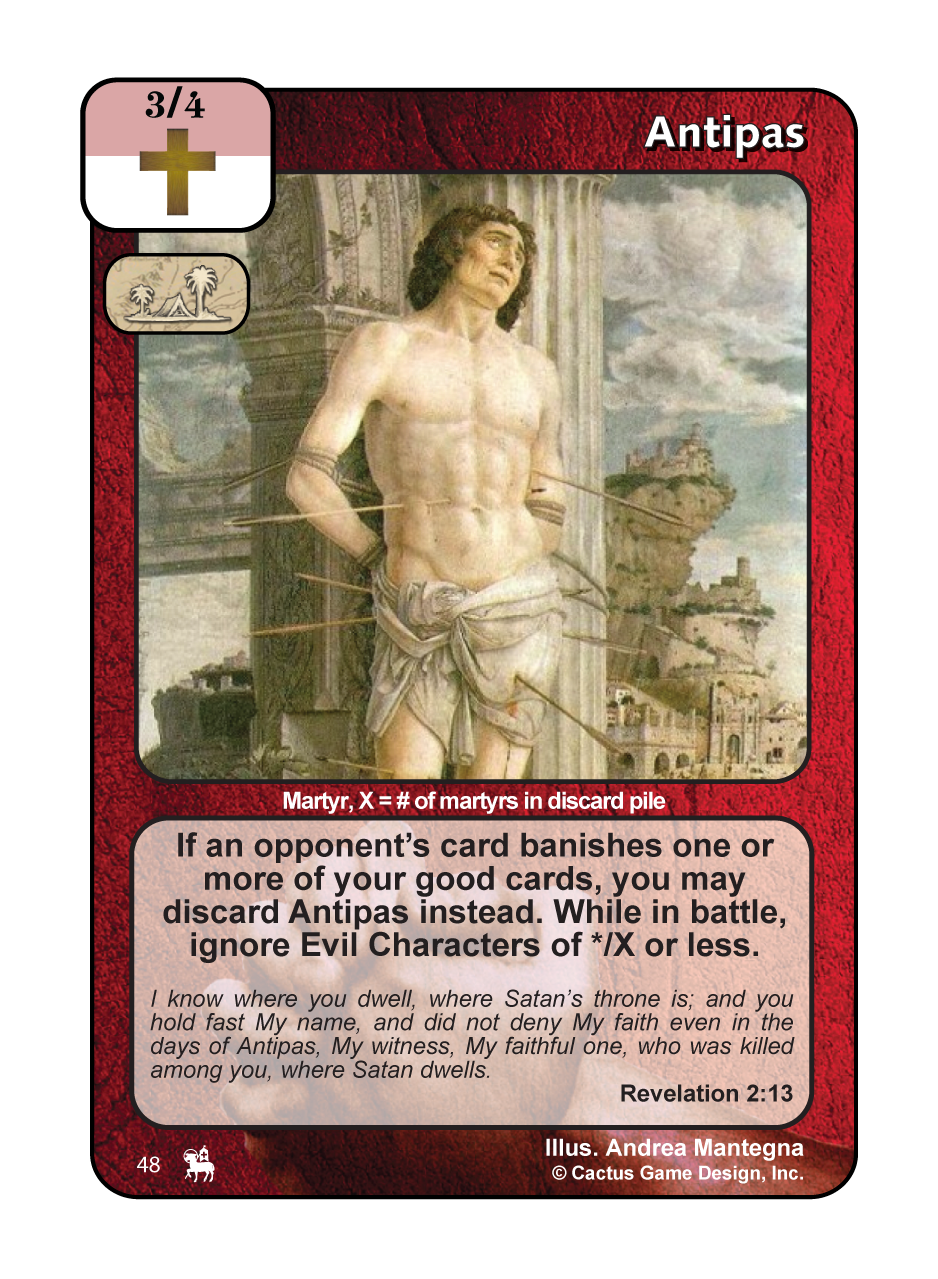 3/4
Antipas
Martyr, X = # of martyrs in discard pile
If an opponent’s card banishes one or
more of your good cards, you may
discard Antipas instead. While in battle,
ignore Evil Characters of */X or less.
I know where you dwell, where Satan’s throne is; and you
hold fast My name, and did not deny My faith even in the
days of Antipas, My witness, My faithful one, who was killed
among you, where Satan dwells.
Revelation 2:13
48
Illus. Andrea Mantegna
© Cactus Game Design, Inc.